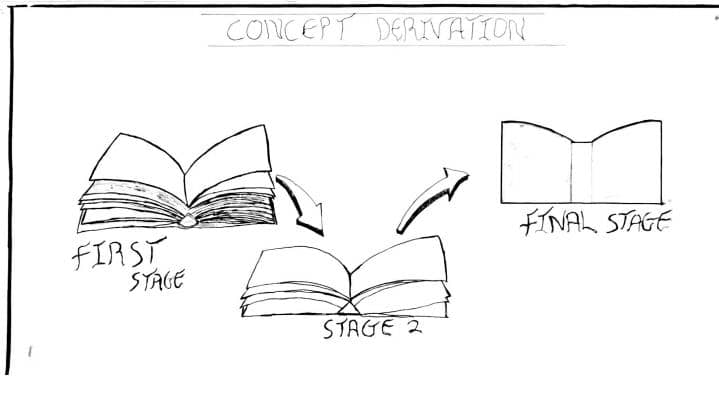 CONCEPT DERIVATION
FIRST
STAGE
STAGE 2
FINAL STAGE